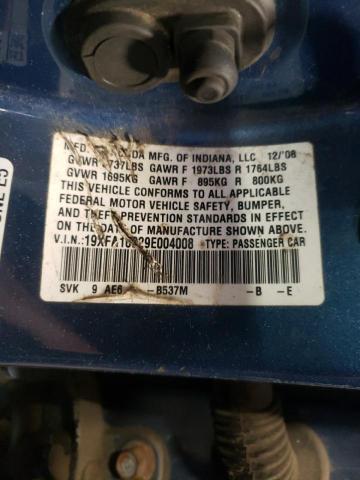 MFD. BY HONDA MFG. OF INDIANA, LLC 12/08
GVWR 3737LBS GAWR F 1973LBS R 1764LBS
GVWR 1695KG GAWR F 895KG R 800KG
THIS VEHICLE CONFORMS TO ALL APPLICABLE
FEDERAL MOTOR VEHICLE SAFETY, BUMPER,
AND THEFT PREVENTION STANDARDS IN EFFECT
ON THE DATE OF MANUFACTURE SHOWN ABOVE.
V.I.N.: TYPE: PASSENGER CAR
SVK 9 AE6 -B537M -B -E